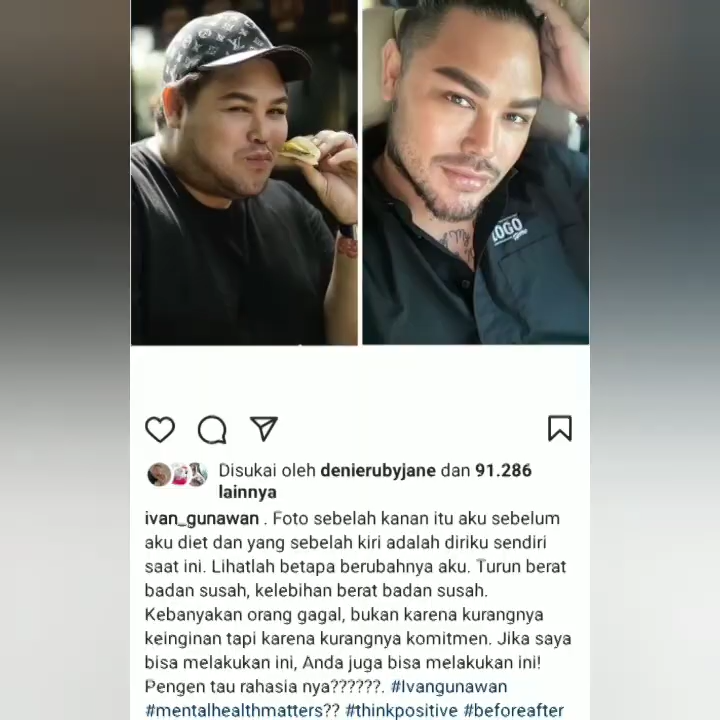 LOGO
Disukai oleh denierubyjane dan 91.286
lainnya
ivan_gunawan . Foto sebelah kanan itu aku sebelum
aku diet dan yang sebelah kiri adalah diriku sendiri
saat ini. Lihatlah betapa berubahnya aku. Turun berat
badan susah, kelebihan berat badan susah.
Kebanyakan orang gagal, bukan karena kurangnya
keinginan tapi karena kurangnya komitmen. Jika saya
bisa melakukan ini, Anda juga bisa melakukan ini!
Pengen tau rahasia nya??????. #Ivangunawan
#mentalhealthmatters?? #thinkpositive #beforeafter